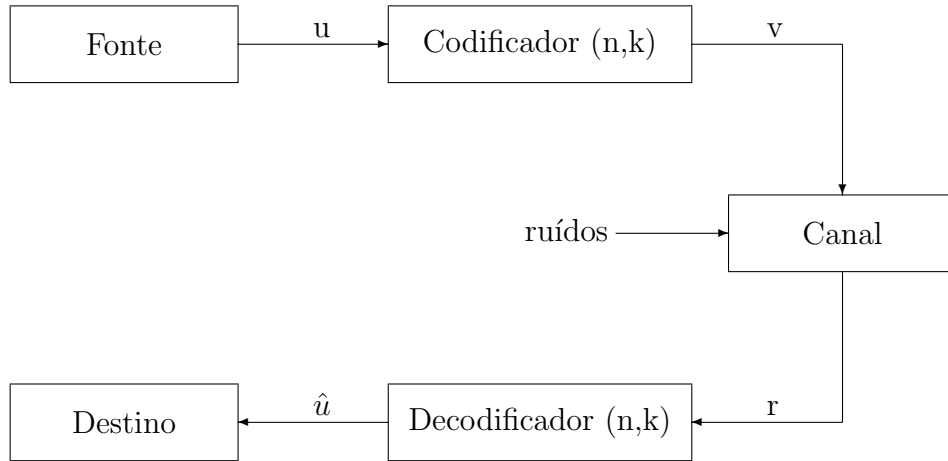 Fonte
u
Codificador (n,k)
v
ruídos
Canal
Destino
û
Decodificador (n,k)
r